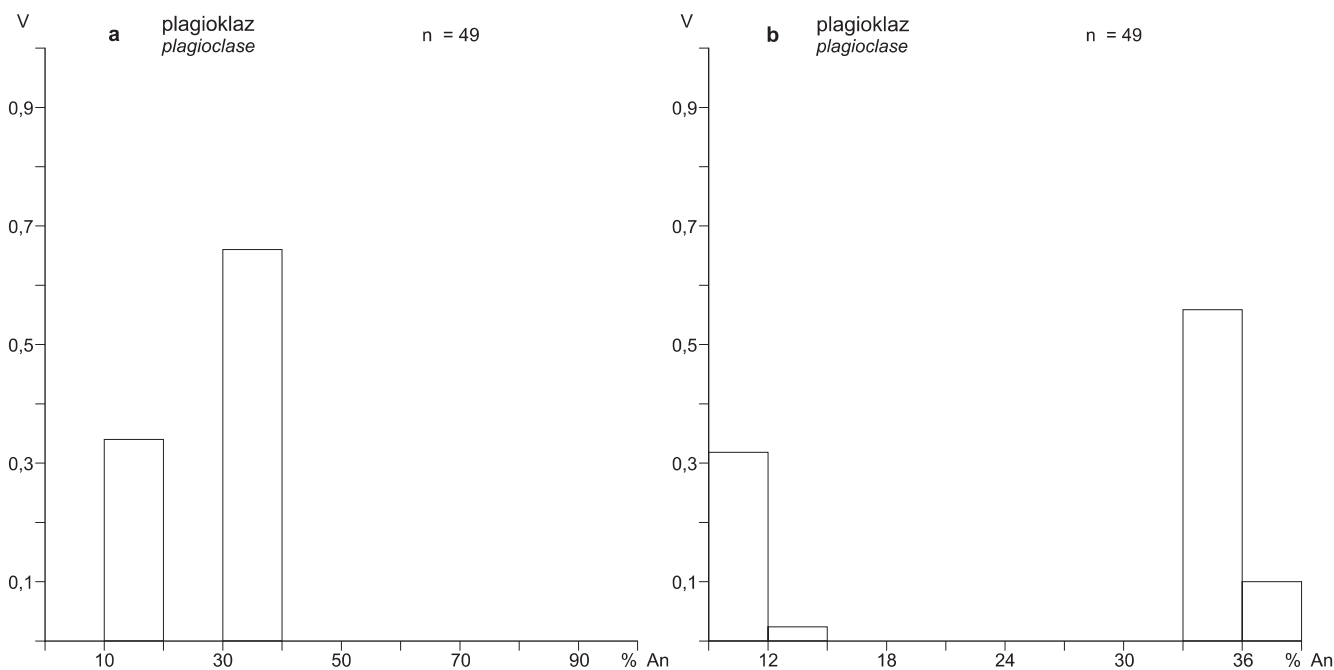 V
a
plagioklaz
plagioclase
n = 49
0,9
0,7
0,5
0,3
0,1
10 30 50 70 90 % An
V
b
plagioklaz
plagioclase
n = 49
0,9
0,7
0,5
0,3
0,1
12 18 24 30 36 % An